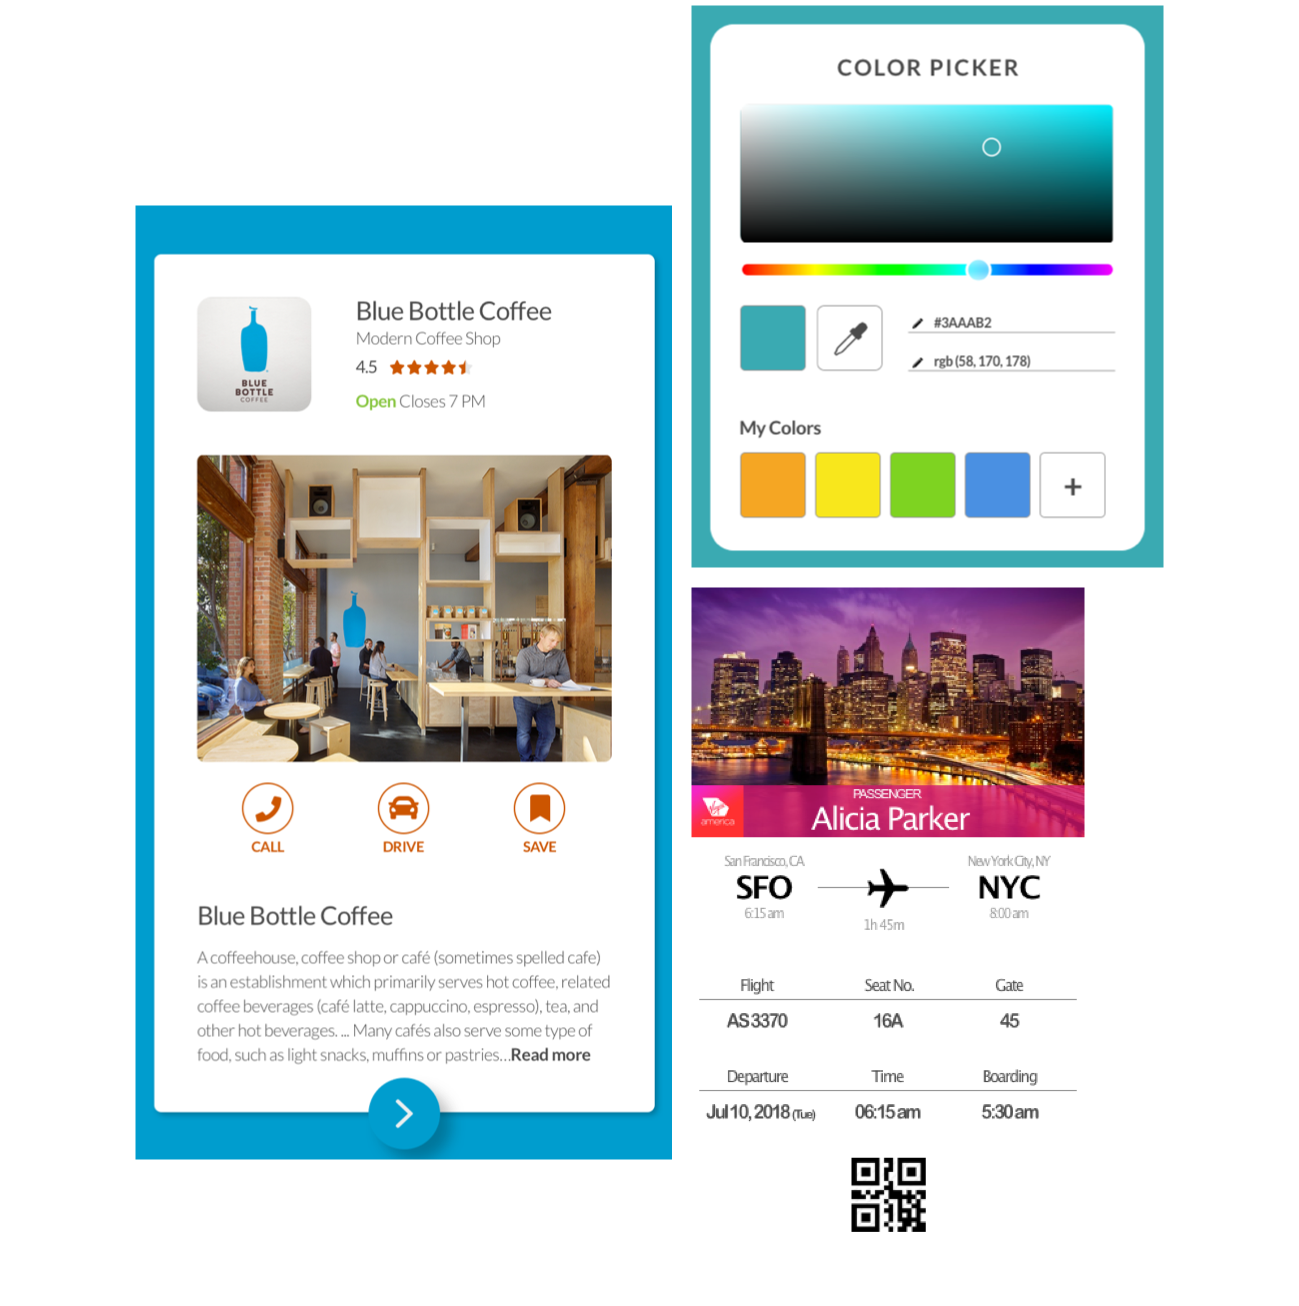 COLOR PICKER
#3AAAB2
rgb (58, 170, 178)
My Colors
+
Blue Bottle Coffee
Modern Coffee Shop
4.5
Open Closes 7 PM
BLUE
BOTTLE
COFFEE
CALL DRIVE SAVE
Blue Bottle Coffee
A coffeehouse, coffee shop or café (sometimes spelled cafe)
is an establishment which primarily serves hot coffee, related
coffee beverages (café latte, cappuccino, espresso), tea, and
other hot beverages. ... Many cafés also serve some type of
food, such as light snacks, muffins or pastries...Read more
PASSENGER
Alicia Parker
Virgin
america
San Francisco, CA New York City, NY
SFO NYC
6:15 am 8:00 am
1h 45m
Flight Seat No. Gate
AS3370 16A 45
Departure Time Boarding
Jul 10, 2018 (Tue) 06:15 am 5:30 am